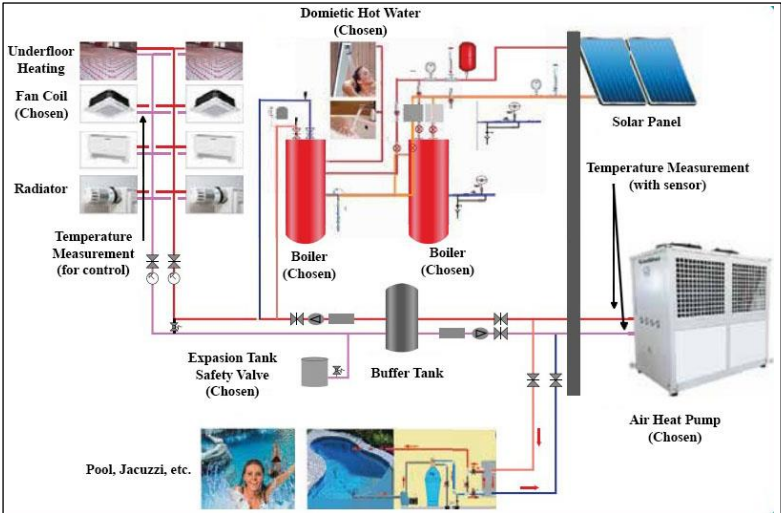 Domietic Hot Water
(Chosen)
Underfloor
Heating
Fan Coil
(Chosen)
Radiator
Temperature
Measurement
(for control)
Solar Panel
Temperature Measurement
(with sensor)
Boiler
(Chosen)
Boiler
(Chosen)
Expasion Tank
Safety Valve
(Chosen)
Buffer Tank
Air Heat Pump
(Chosen)
Pool, Jacuzzi, etc.